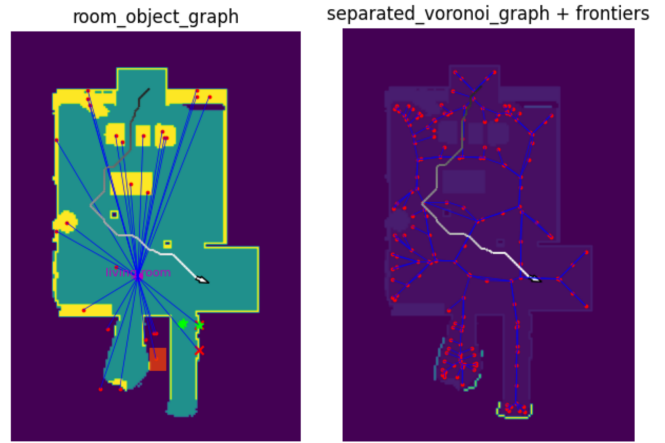 room_object_graph
separated_voronoi_graph + frontiers
living room